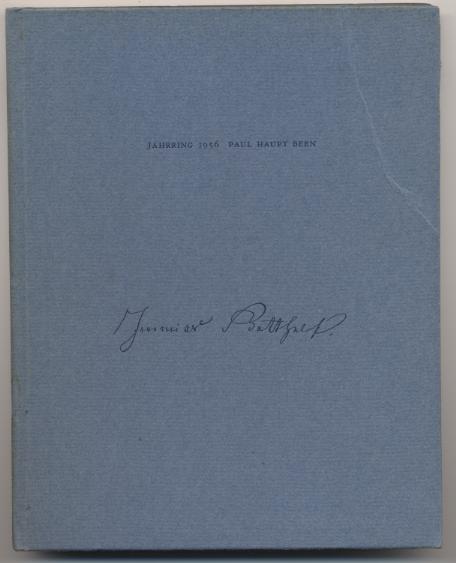 JAHRRING 1956 PAUL HAUPT BERN
Jeremias Gotthelf.